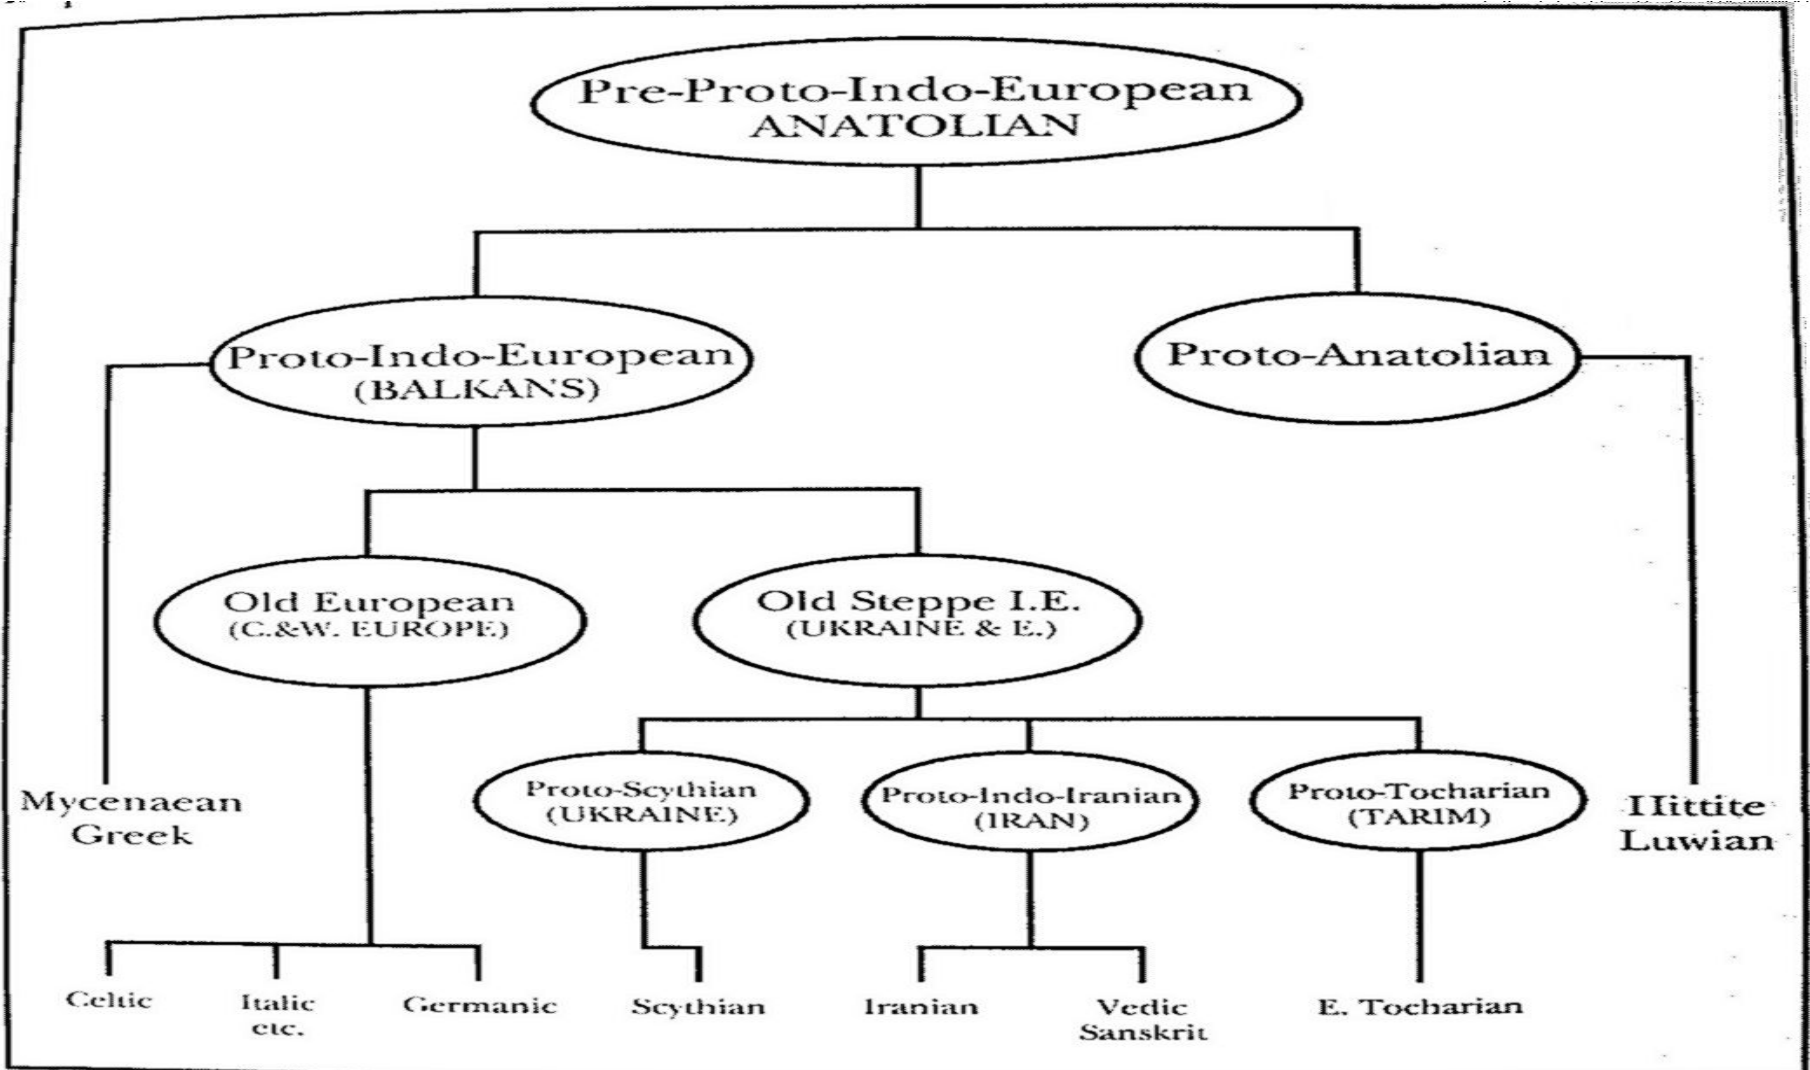 Pre-Proto-Indo-European
ANATOLIAN
Proto-Indo-European
(BALKANS)
Proto-Anatolian
Old European
(C.&W. EUROPE)
Old Steppe I.E.
(UKRAINE & E.)
Proto-Scythian
(UKRAINE)
Proto-Indo-Iranian
(IRAN)
Proto-Tocharian
(TARIM)
Mycenaean
Greek
Hittite
Luwian
Celtic
Italic
etc.
Germanic
Scythian
Iranian
Vedic
Sanskrit
E. Tocharian